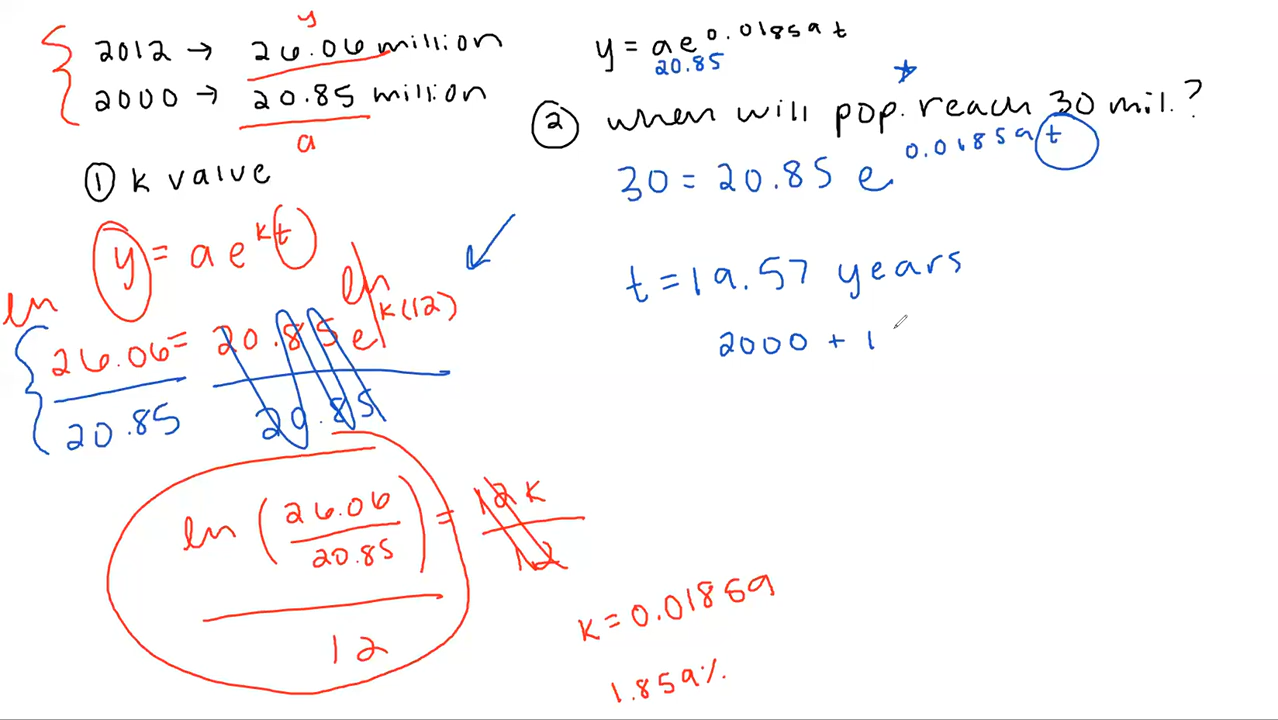 y
2012 → 26.06 million
2000 → 20.85 million
a
① k value
y = ae^kt
ln ln
26.06 = 20.85 e^k(12)
20.85 20.85
ln (26.06/20.85) = 12k
12 12
k = 0.01859
1.859%
y = ae^0.01859t
20.85
② when will pop. reach 30 mil.?
30 = 20.85 e^0.01859t
t = 19.57 years
2000 + 1